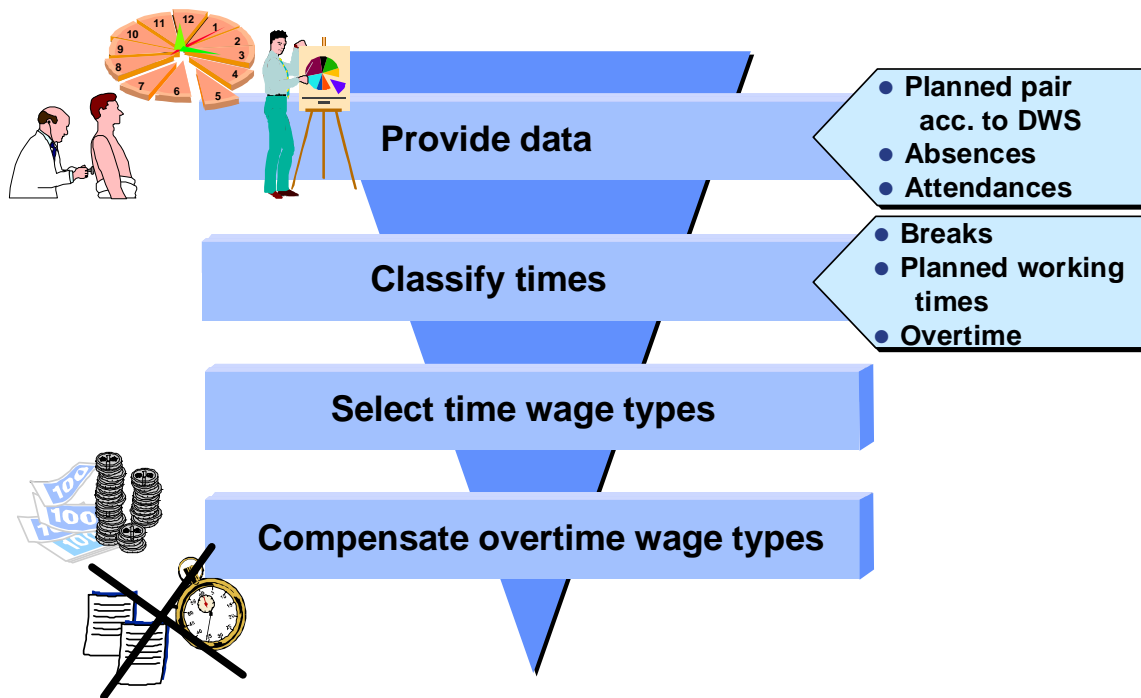 12
1
2
3
4
5
6
7
8
9
10
11
Provide data
• Planned pair
acc. to DWS
• Absences
• Attendances
Classify times
• Breaks
• Planned working
times
• Overtime
Select time wage types
100
100
100
Compensate overtime wage types